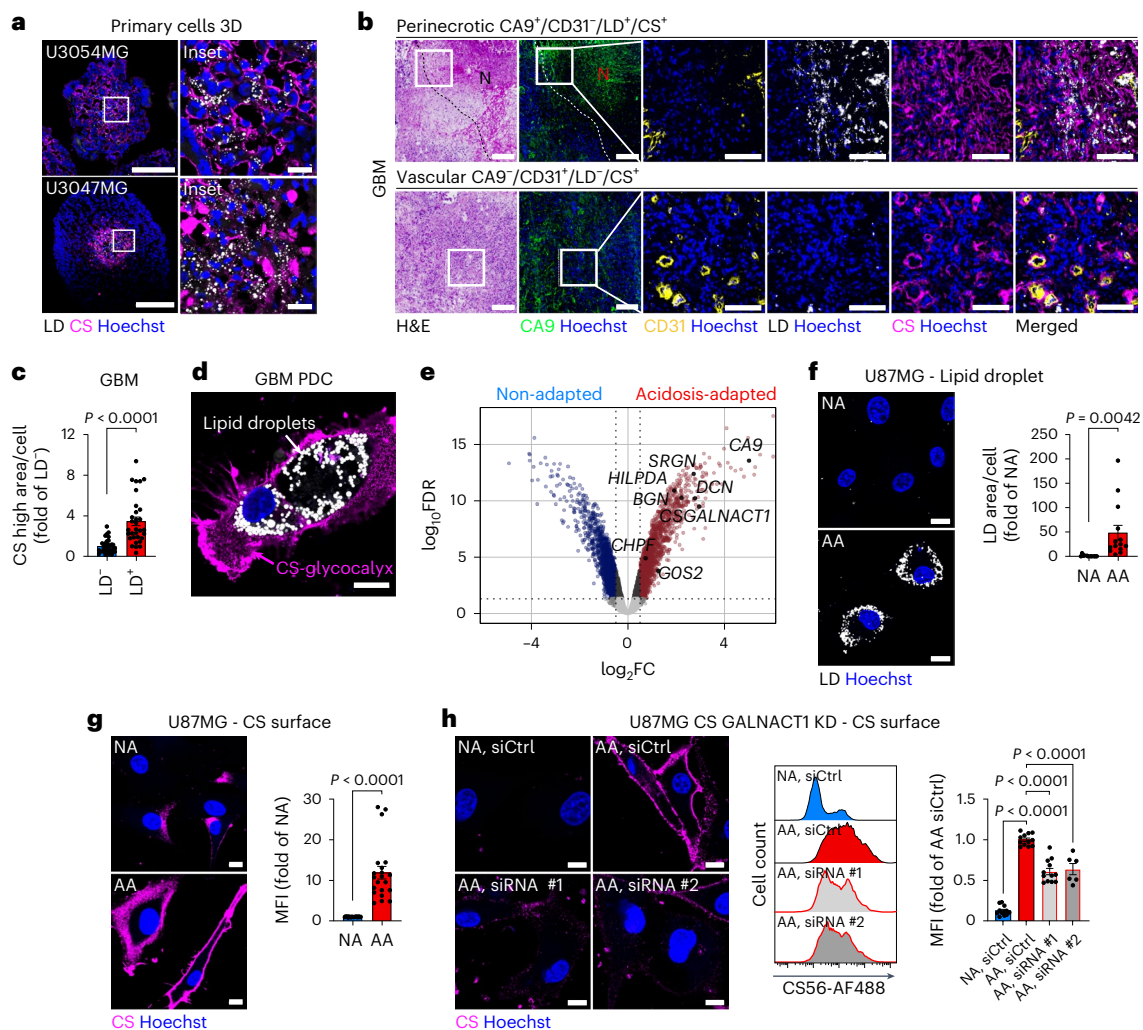 a
Primary cells 3D
U3054MG
Inset
U3047MG
Inset
LD CS Hoechst
b
Perinecrotic CA9⁺/CD31⁻/LD⁺/CS⁺
N
N
GBM
Vascular CA9⁻/CD31⁺/LD⁻/CS⁺
H&E
CA9 Hoechst
CD31 Hoechst
LD Hoechst
CS Hoechst
Merged
c
GBM
P < 0.0001
CS high area/cell
(fold of LD⁻)
12
8
4
0
LD⁻
LD⁺
d
GBM PDC
Lipid droplets
CS-glycocalyx
e
Non-adapted
Acidosis-adapted
log₁₀FDR
15
10
5
0
CA9
SRGN
HILPDA
DCN
BGN
CSGALNACT1
CHPF
GOS2
−4
0
4
log₂FC
f
U87MG - Lipid droplet
NA
AA
LD Hoechst
P = 0.0042
LD area/cell
(fold of NA)
250
200
150
100
50
0
NA
AA
g
U87MG - CS surface
NA
AA
CS Hoechst
P < 0.0001
MFI (fold of NA)
30
20
10
0
NA
AA
h
U87MG CS GALNACT1 KD - CS surface
NA, siCtrl
AA, siCtrl
AA, siRNA #1
AA, siRNA #2
CS Hoechst
Cell count
NA, siCtrl
AA, siCtrl
AA, siRNA #1
AA, siRNA #2
CS56-AF488
P < 0.0001
P < 0.0001
P < 0.0001
MFI (fold of AA siCtrl)
1.5
1.0
0.5
0
NA, siCtrl
AA, siCtrl
AA, siRNA #1
AA, siRNA #2